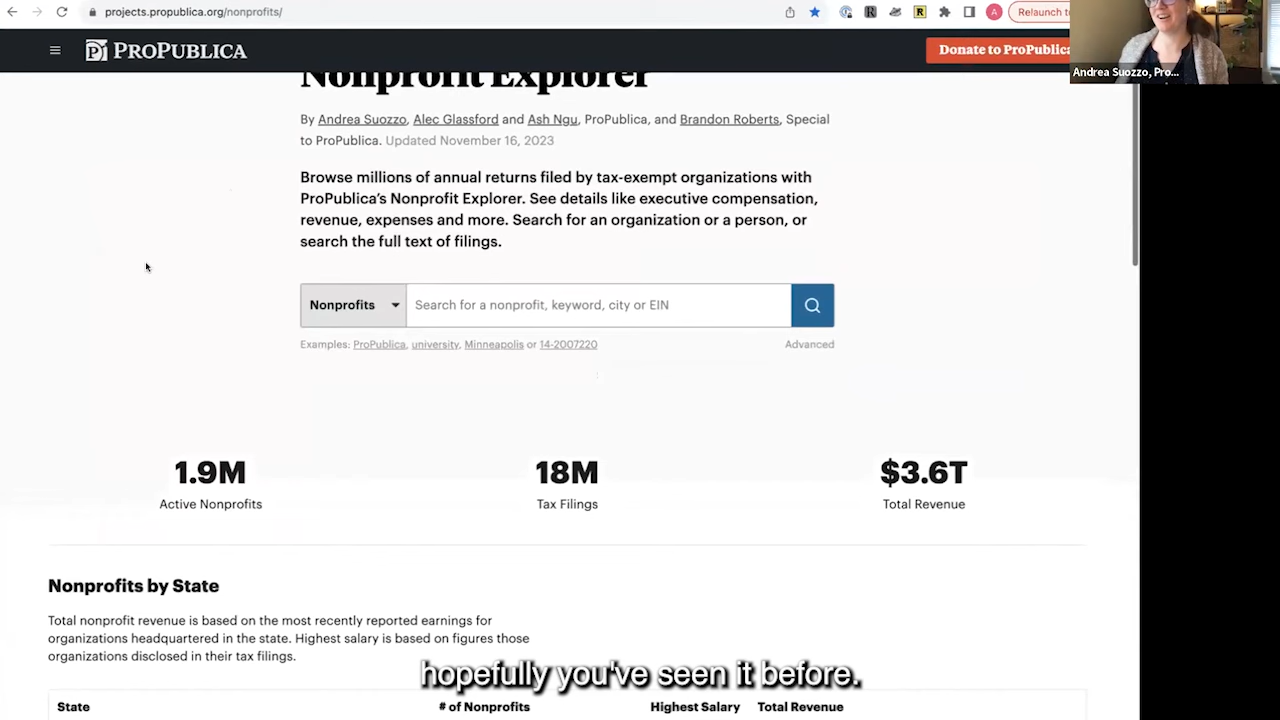 projects.propublica.org/nonprofits/
Relaunch to
PROPUBLICA
Donate to ProPublica
Andrea Suozzo, Pro...
Nonprofit Explorer
By Andrea Suozzo, Alec Glassford and Ash Ngu, ProPublica, and Brandon Roberts, Special
to ProPublica. Updated November 16, 2023
Browse millions of annual returns filed by tax-exempt organizations with
ProPublica’s Nonprofit Explorer. See details like executive compensation,
revenue, expenses and more. Search for an organization or a person, or
search the full text of filings.
Nonprofits Search for a nonprofit, keyword, city or EIN
Examples: ProPublica, university, Minneapolis or 14-2007220 Advanced
1.9M 18M $3.6T
Active Nonprofits Tax Filings Total Revenue
Nonprofits by State
Total nonprofit revenue is based on the most recently reported earnings for
organizations headquartered in the state. Highest salary is based on figures those
organizations disclosed in their tax filings.
hopefully you've seen it before.
State # of Nonprofits Highest Salary Total Revenue